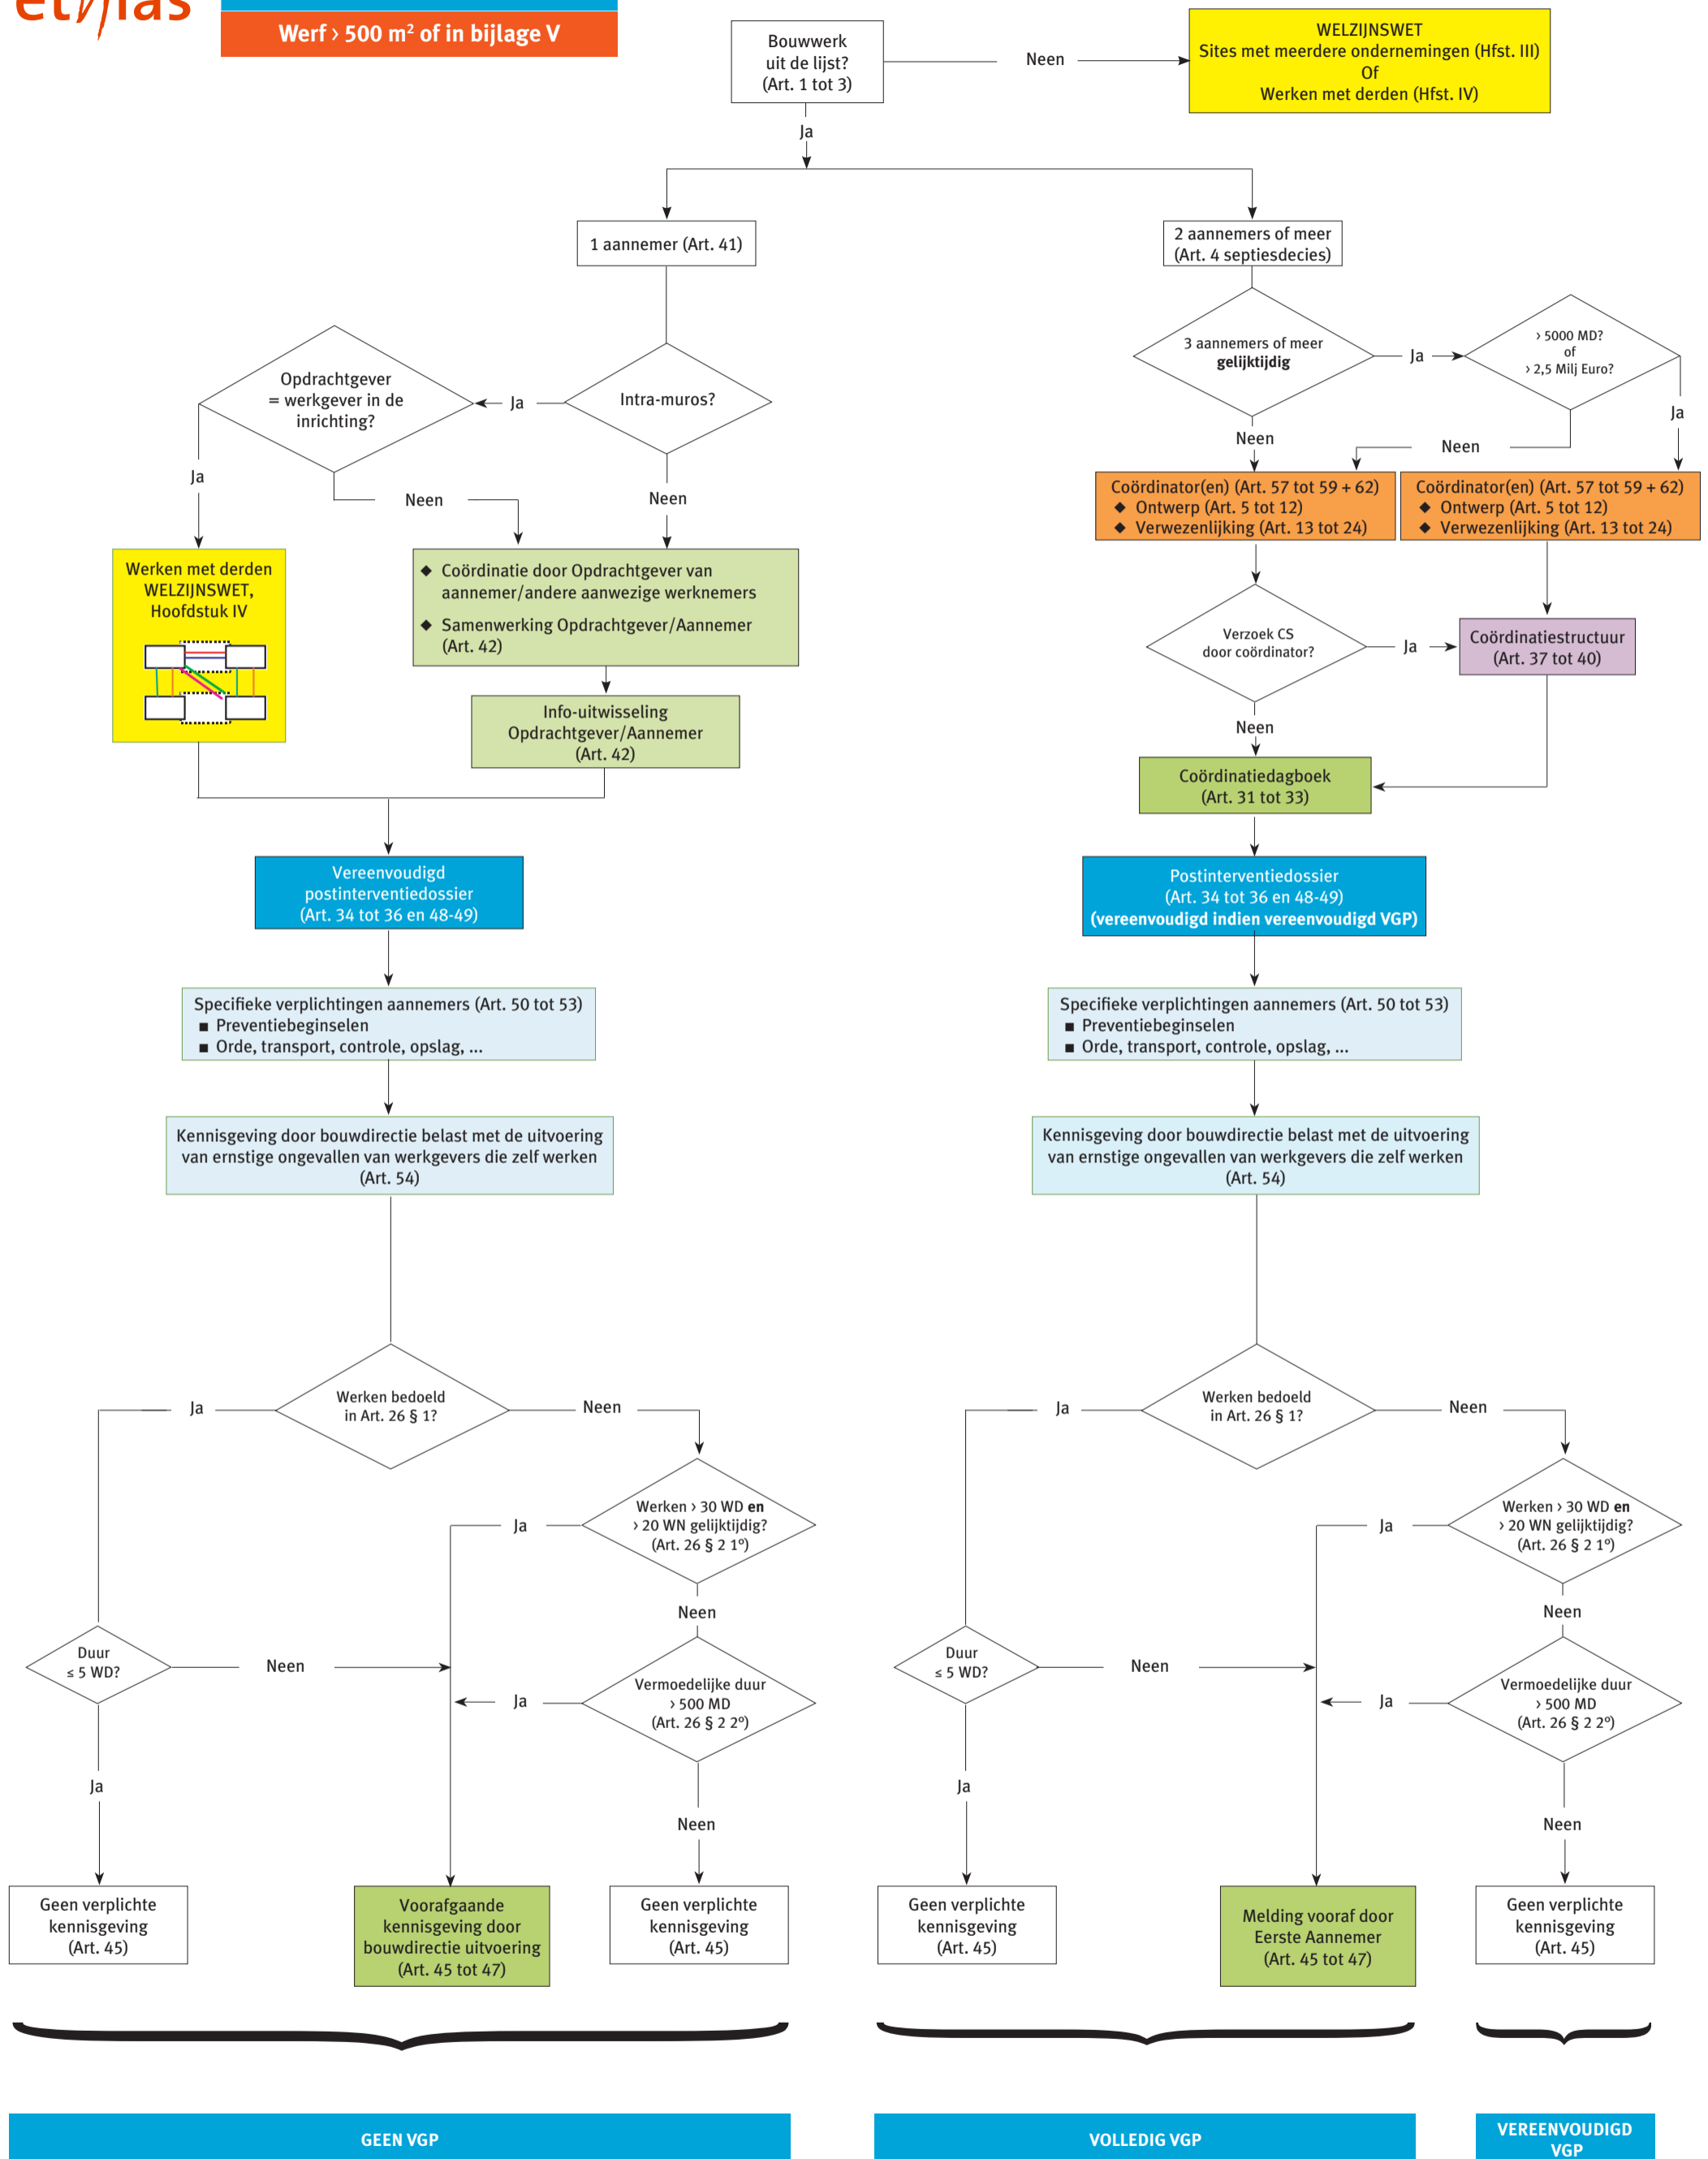 ethias
Werf > 500 m² of in bijlage V
Bouwwerk
uit de lijst?
(Art. 1 tot 3)
Neen
WELZIJNSWET
Sites met meerdere ondernemingen (Hfst. III)
Of
Werken met derden (Hfst. IV)
Ja
1 aannemer (Art. 41)
2 aannemers of meer
(Art. 4 septiesdecies)
Opdrachtgever
= werkgever in de
inrichting?
Ja
Intra-muros?
3 aannemers of meer
gelijktijdig
Ja
> 5000 MD?
of
> 2,5 Milj Euro?
Ja
Neen
Neen
Ja
Neen
Neen
Werken met derden
WELZIJNSWET,
Hoofdstuk IV
◆ Coördinatie door Opdrachtgever van
aannemer/andere aanwezige werknemers
◆ Samenwerking Opdrachtgever/Aannemer
(Art. 42)
Info-uitwisseling
Opdrachtgever/Aannemer
(Art. 42)
Coördinator(en) (Art. 57 tot 59 + 62)
◆ Ontwerp (Art. 5 tot 12)
◆ Verwezenlijking (Art. 13 tot 24)
Coördinator(en) (Art. 57 tot 59 + 62)
◆ Ontwerp (Art. 5 tot 12)
◆ Verwezenlijking (Art. 13 tot 24)
Verzoek CS
door coördinator?
Ja
Coördinatiestructuur
(Art. 37 tot 40)
Neen
Coördinatiedagboek
(Art. 31 tot 33)
Vereenvoudigd
postinterventiedossier
(Art. 34 tot 36 en 48-49)
Postinterventiedossier
(Art. 34 tot 36 en 48-49)
(vereenvoudigd indien vereenvoudigd VGP)
Specifieke verplichtingen aannemers (Art. 50 tot 53)
■ Preventiebeginselen
■ Orde, transport, controle, opslag, ...
Specifieke verplichtingen aannemers (Art. 50 tot 53)
■ Preventiebeginselen
■ Orde, transport, controle, opslag, ...
Kennisgeving door bouwdirectie belast met de uitvoering
van ernstige ongevallen van werkgevers die zelf werken
(Art. 54)
Kennisgeving door bouwdirectie belast met de uitvoering
van ernstige ongevallen van werkgevers die zelf werken
(Art. 54)
Ja
Werken bedoeld
in Art. 26 § 1?
Neen
Werken > 30 WD en
> 20 WN gelijktijdig?
(Art. 26 § 2 1º)
Ja
Neen
Duur
≤ 5 WD?
Neen
Vermoedelijke duur
> 500 MD
(Art. 26 § 2 2º)
Ja
Ja
Neen
Geen verplichte
kennisgeving
(Art. 45)
Voorafgaande
kennisgeving door
bouwdirectie uitvoering
(Art. 45 tot 47)
Geen verplichte
kennisgeving
(Art. 45)
Ja
Werken bedoeld
in Art. 26 § 1?
Neen
Werken > 30 WD en
> 20 WN gelijktijdig?
(Art. 26 § 2 1º)
Ja
Neen
Duur
≤ 5 WD?
Neen
Vermoedelijke duur
> 500 MD
(Art. 26 § 2 2º)
Ja
Ja
Neen
Geen verplichte
kennisgeving
(Art. 45)
Melding vooraf door
Eerste Aannemer
(Art. 45 tot 47)
Geen verplichte
kennisgeving
(Art. 45)
GEEN VGP
VOLLEDIG VGP
VEREENVOUDIGD
VGP